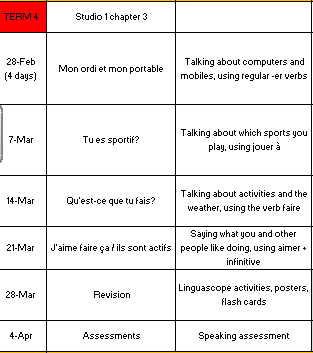 TERM 4
Studio 1 chapter 3
28-Feb
(4 days)
Mon ordi et mon portable
Talking about computers and
mobiles, using regular -er verbs
7-Mar
Tu es sportif?
Talking about which sports you
play, using jouer à
14-Mar
Qu'est-ce que tu fais?
Talking about activities and the
weather, using the verb faire
21-Mar
J'aime faire ça / ils sont actifs
Saying what you and other
people like doing, using aimer +
infinitive
28-Mar
Revision
Linguascope activities, posters,
flash cards
4-Apr
Assessments
Speaking assessment